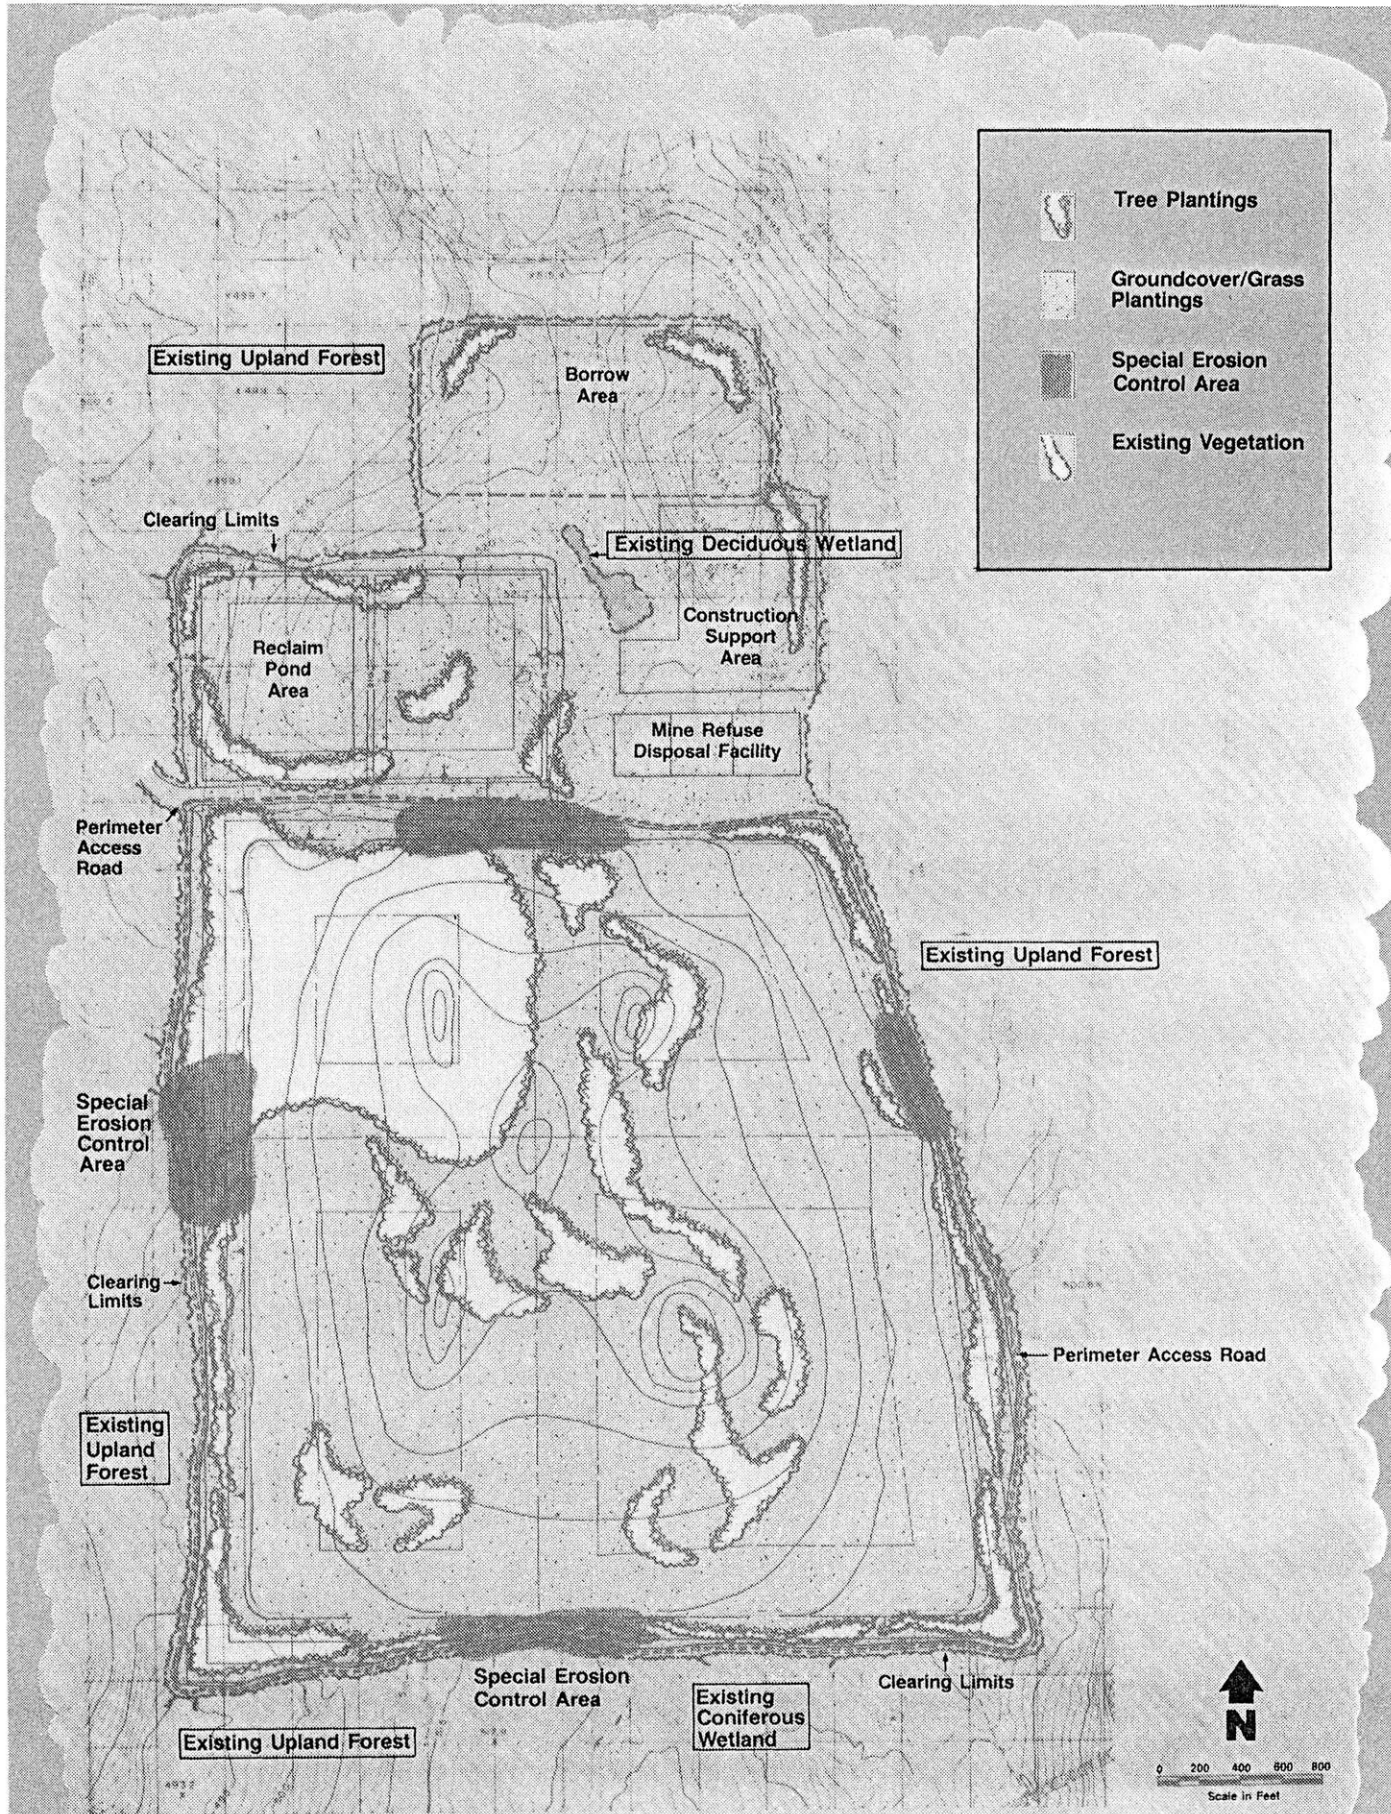 Tree Plantings
Groundcover/Grass
Plantings
Special Erosion
Control Area
Existing Vegetation
Existing Upland Forest
Borrow
Area
Clearing Limits
Existing Deciduous Wetland
Construction
Support
Area
Reclaim
Pond
Area
Mine Refuse
Disposal Facility
Perimeter
Access
Road
Existing Upland Forest
Special
Erosion
Control
Area
Clearing
Limits
Perimeter Access Road
Existing
Upland
Forest
Special Erosion
Control Area
Existing
Coniferous
Wetland
Clearing Limits
Existing Upland Forest
N
0 200 400 600 800
Scale in Feet